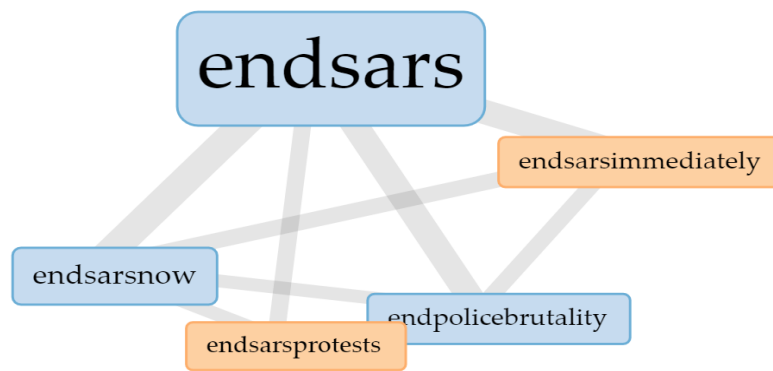 endsars
endsarsimmediately
endsarsnow
endpolicebrutality
endsarsprotests